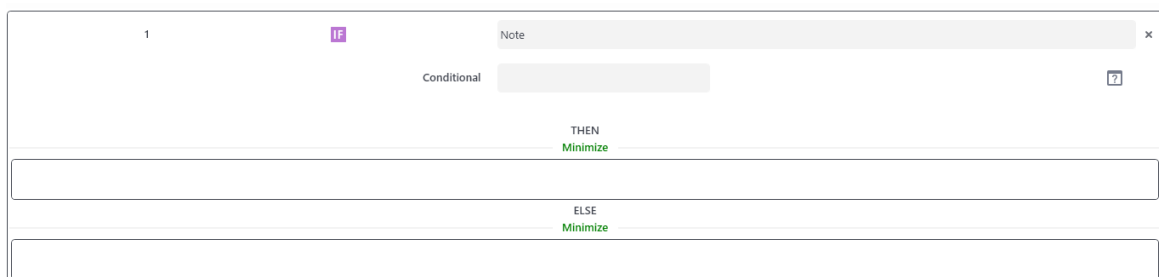 1 IF Note ×
Conditional ?
THEN
Minimize
ELSE
Minimize